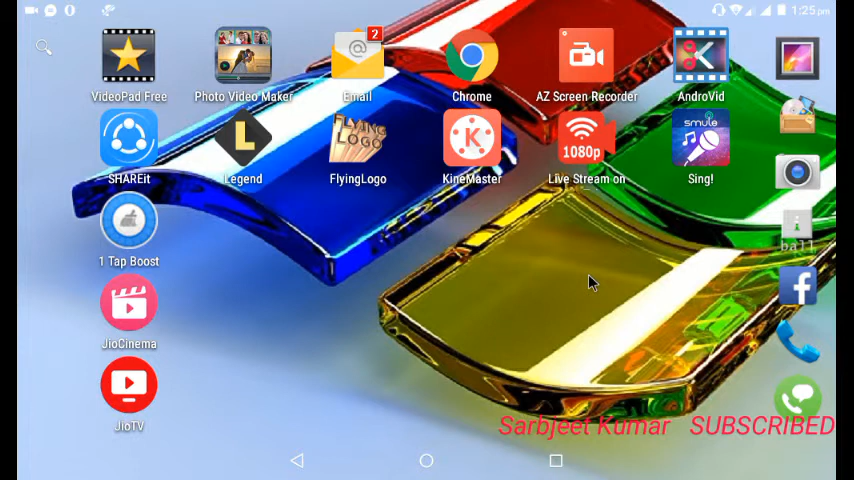 1:25 pm
2
VideoPad Free
Photo Video Maker
Email
Chrome
AZ Screen Recorder
AndroVid
FLYING LOGO
K
1080p
smule
L
SHAREit
Legend
FlyingLogo
KineMaster
Live Stream on
Sing!
ball
1 Tap Boost
f
JioCinema
JioTV
Sarbjeet Kumar SUBSCRIBED